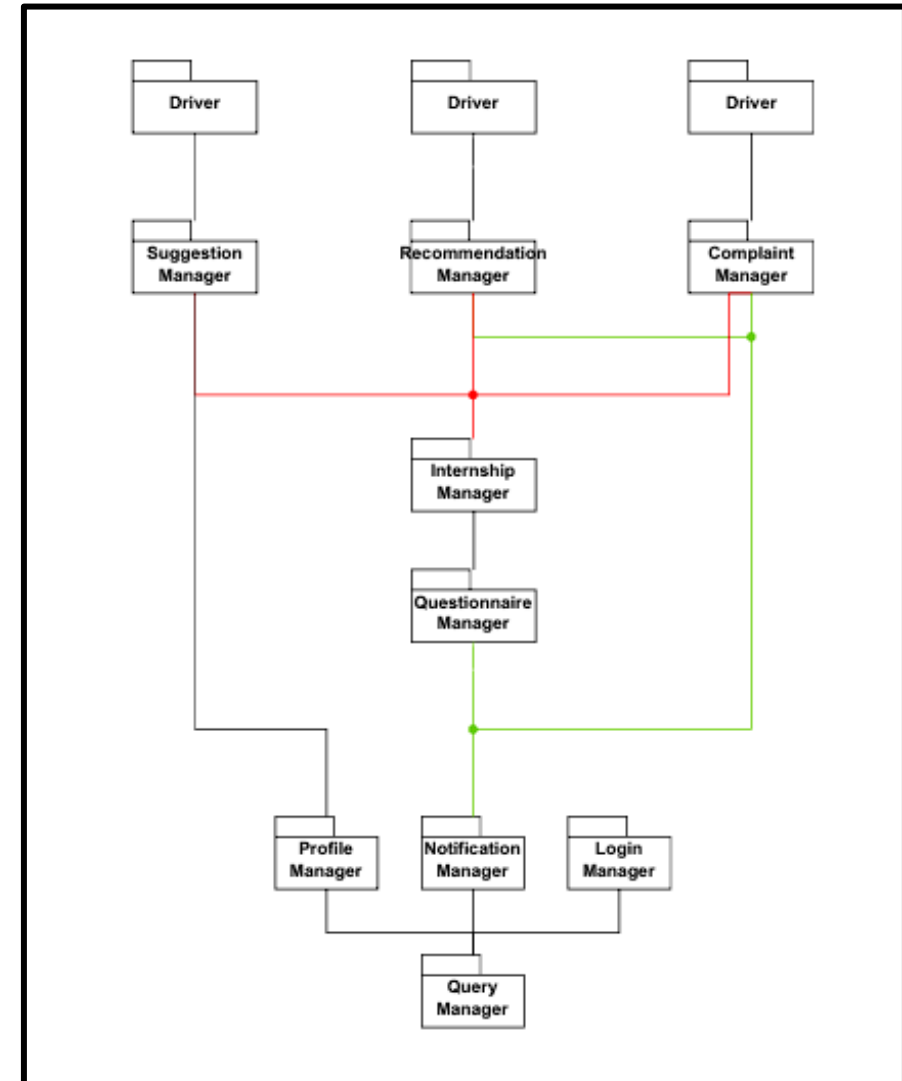 Driver
Driver
Driver
Suggestion
Manager
Recommendation
Manager
Complaint
Manager
Internship
Manager
Questionnaire
Manager
Profile
Manager
Notification
Manager
Login
Manager
Query
Manager